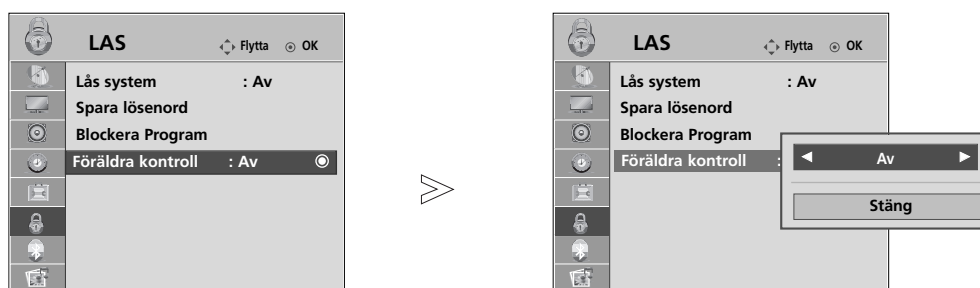 LAS Flytta OK
Lås system : Av
Spara lösenord
Blockera Program
Föräldra kontroll : Av
LAS Flytta OK
Lås system : Av
Spara lösenord
Blockera Program
Föräldra kontroll :
Av
Stäng